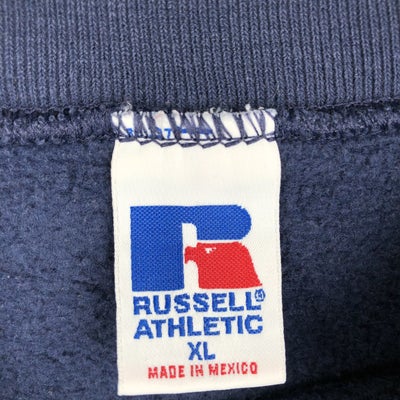 RUSSELL®
ATHLETIC
XL
MADE IN MEXICO